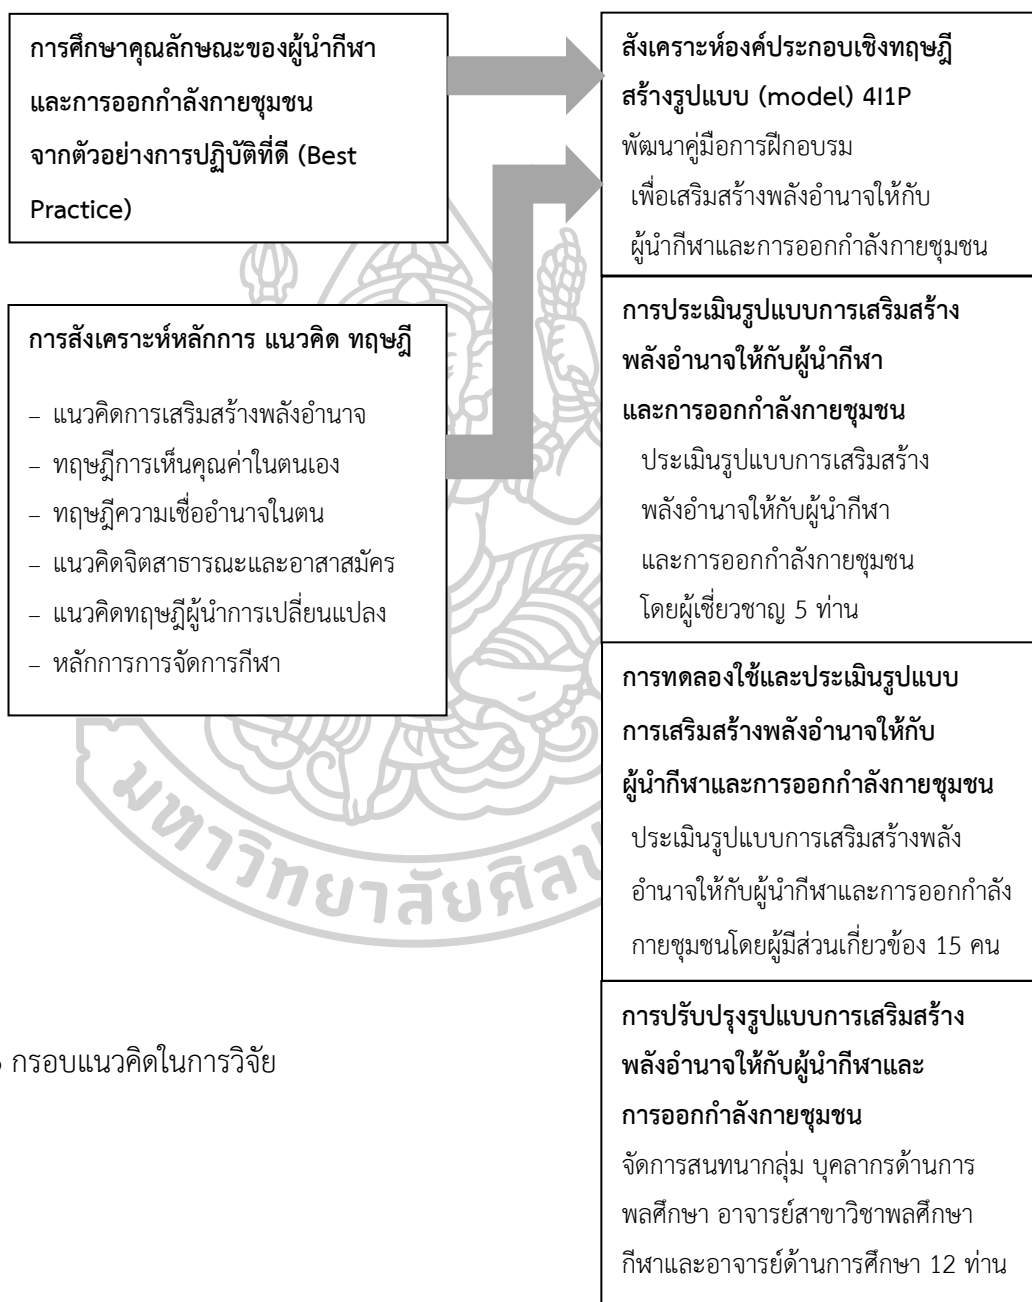 การศึกษาคุณลักษณะของผู้นำกีฬา
และการออกกำลังกายชุมชน
จากตัวอย่างการปฏิบัติที่ดี (Best
Practice)
การสังเคราะห์หลักการ แนวคิด ทฤษฎี
– แนวคิดการเสริมสร้างพลังอำนาจ
– ทฤษฎีการเห็นคุณค่าในตนเอง
– ทฤษฎีความเชื่ออำนาจในตน
– แนวคิดจิตสาธารณะและอาสาสมัคร
– แนวคิดทฤษฎีผู้นำการเปลี่ยนแปลง
– หลักการการจัดการกีฬา
สังเคราะห์องค์ประกอบเชิงทฤษฎี
สร้างรูปแบบ (model) 4I1P
พัฒนาคู่มือการฝึกอบรม
เพื่อเสริมสร้างพลังอำนาจให้กับ
ผู้นำกีฬาและการออกกำลังกายชุมชน
การประเมินรูปแบบการเสริมสร้าง
พลังอำนาจให้กับผู้นำกีฬา
และการออกกำลังกายชุมชน
ประเมินรูปแบบการเสริมสร้าง
พลังอำนาจให้กับผู้นำกีฬา
และการออกกำลังกายชุมชน
โดยผู้เชี่ยวชาญ 5 ท่าน
การทดลองใช้และประเมินรูปแบบ
การเสริมสร้างพลังอำนาจให้กับ
ผู้นำกีฬาและการออกกำลังกายชุมชน
ประเมินรูปแบบการเสริมสร้างพลัง
อำนาจให้กับผู้นำกีฬาและการออกกำลัง
กายชุมชนโดยผู้มีส่วนเกี่ยวข้อง 15 คน
การปรับปรุงรูปแบบการเสริมสร้าง
พลังอำนาจให้กับผู้นำกีฬาและ
การออกกำลังกายชุมชน
จัดการสนทนากลุ่ม บุคลากรด้านการ
พลศึกษา อาจารย์สาขาวิชาพลศึกษา
กีฬาและอาจารย์ด้านการศึกษา 12 ท่าน
กรอบแนวคิดในการวิจัย
มหาวิทยาลัยศิลป